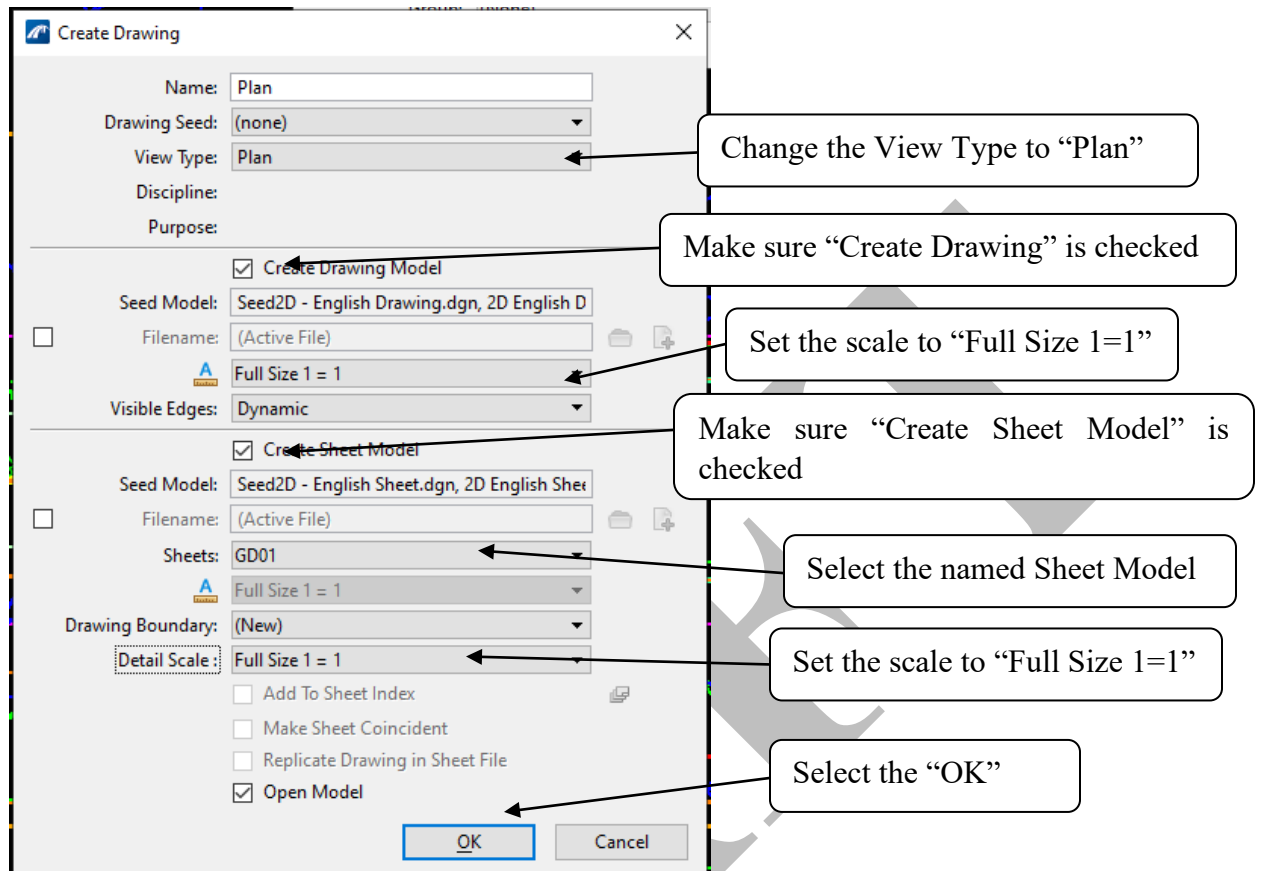 Create Drawing
Name: Plan
Drawing Seed: (none)
View Type: Plan
Change the View Type to “Plan”
Discipline:
Purpose:
Make sure “Create Drawing” is checked
Create Drawing Model
Seed Model: Seed2D - English Drawing.dgn, 2D English D
Filename: (Active File)
Set the scale to “Full Size 1=1”
A Full Size 1 = 1
Visible Edges: Dynamic
Make sure “Create Sheet Model” is
checked
Create Sheet Model
Seed Model: Seed2D - English Sheet.dgn, 2D English Shee
Filename: (Active File)
Sheets: GD01
Select the named Sheet Model
A Full Size 1 = 1
Drawing Boundary: (New)
Detail Scale : Full Size 1 = 1
Set the scale to “Full Size 1=1”
Add To Sheet Index
Make Sheet Coincident
Replicate Drawing in Sheet File
Select the “OK”
Open Model
OK Cancel